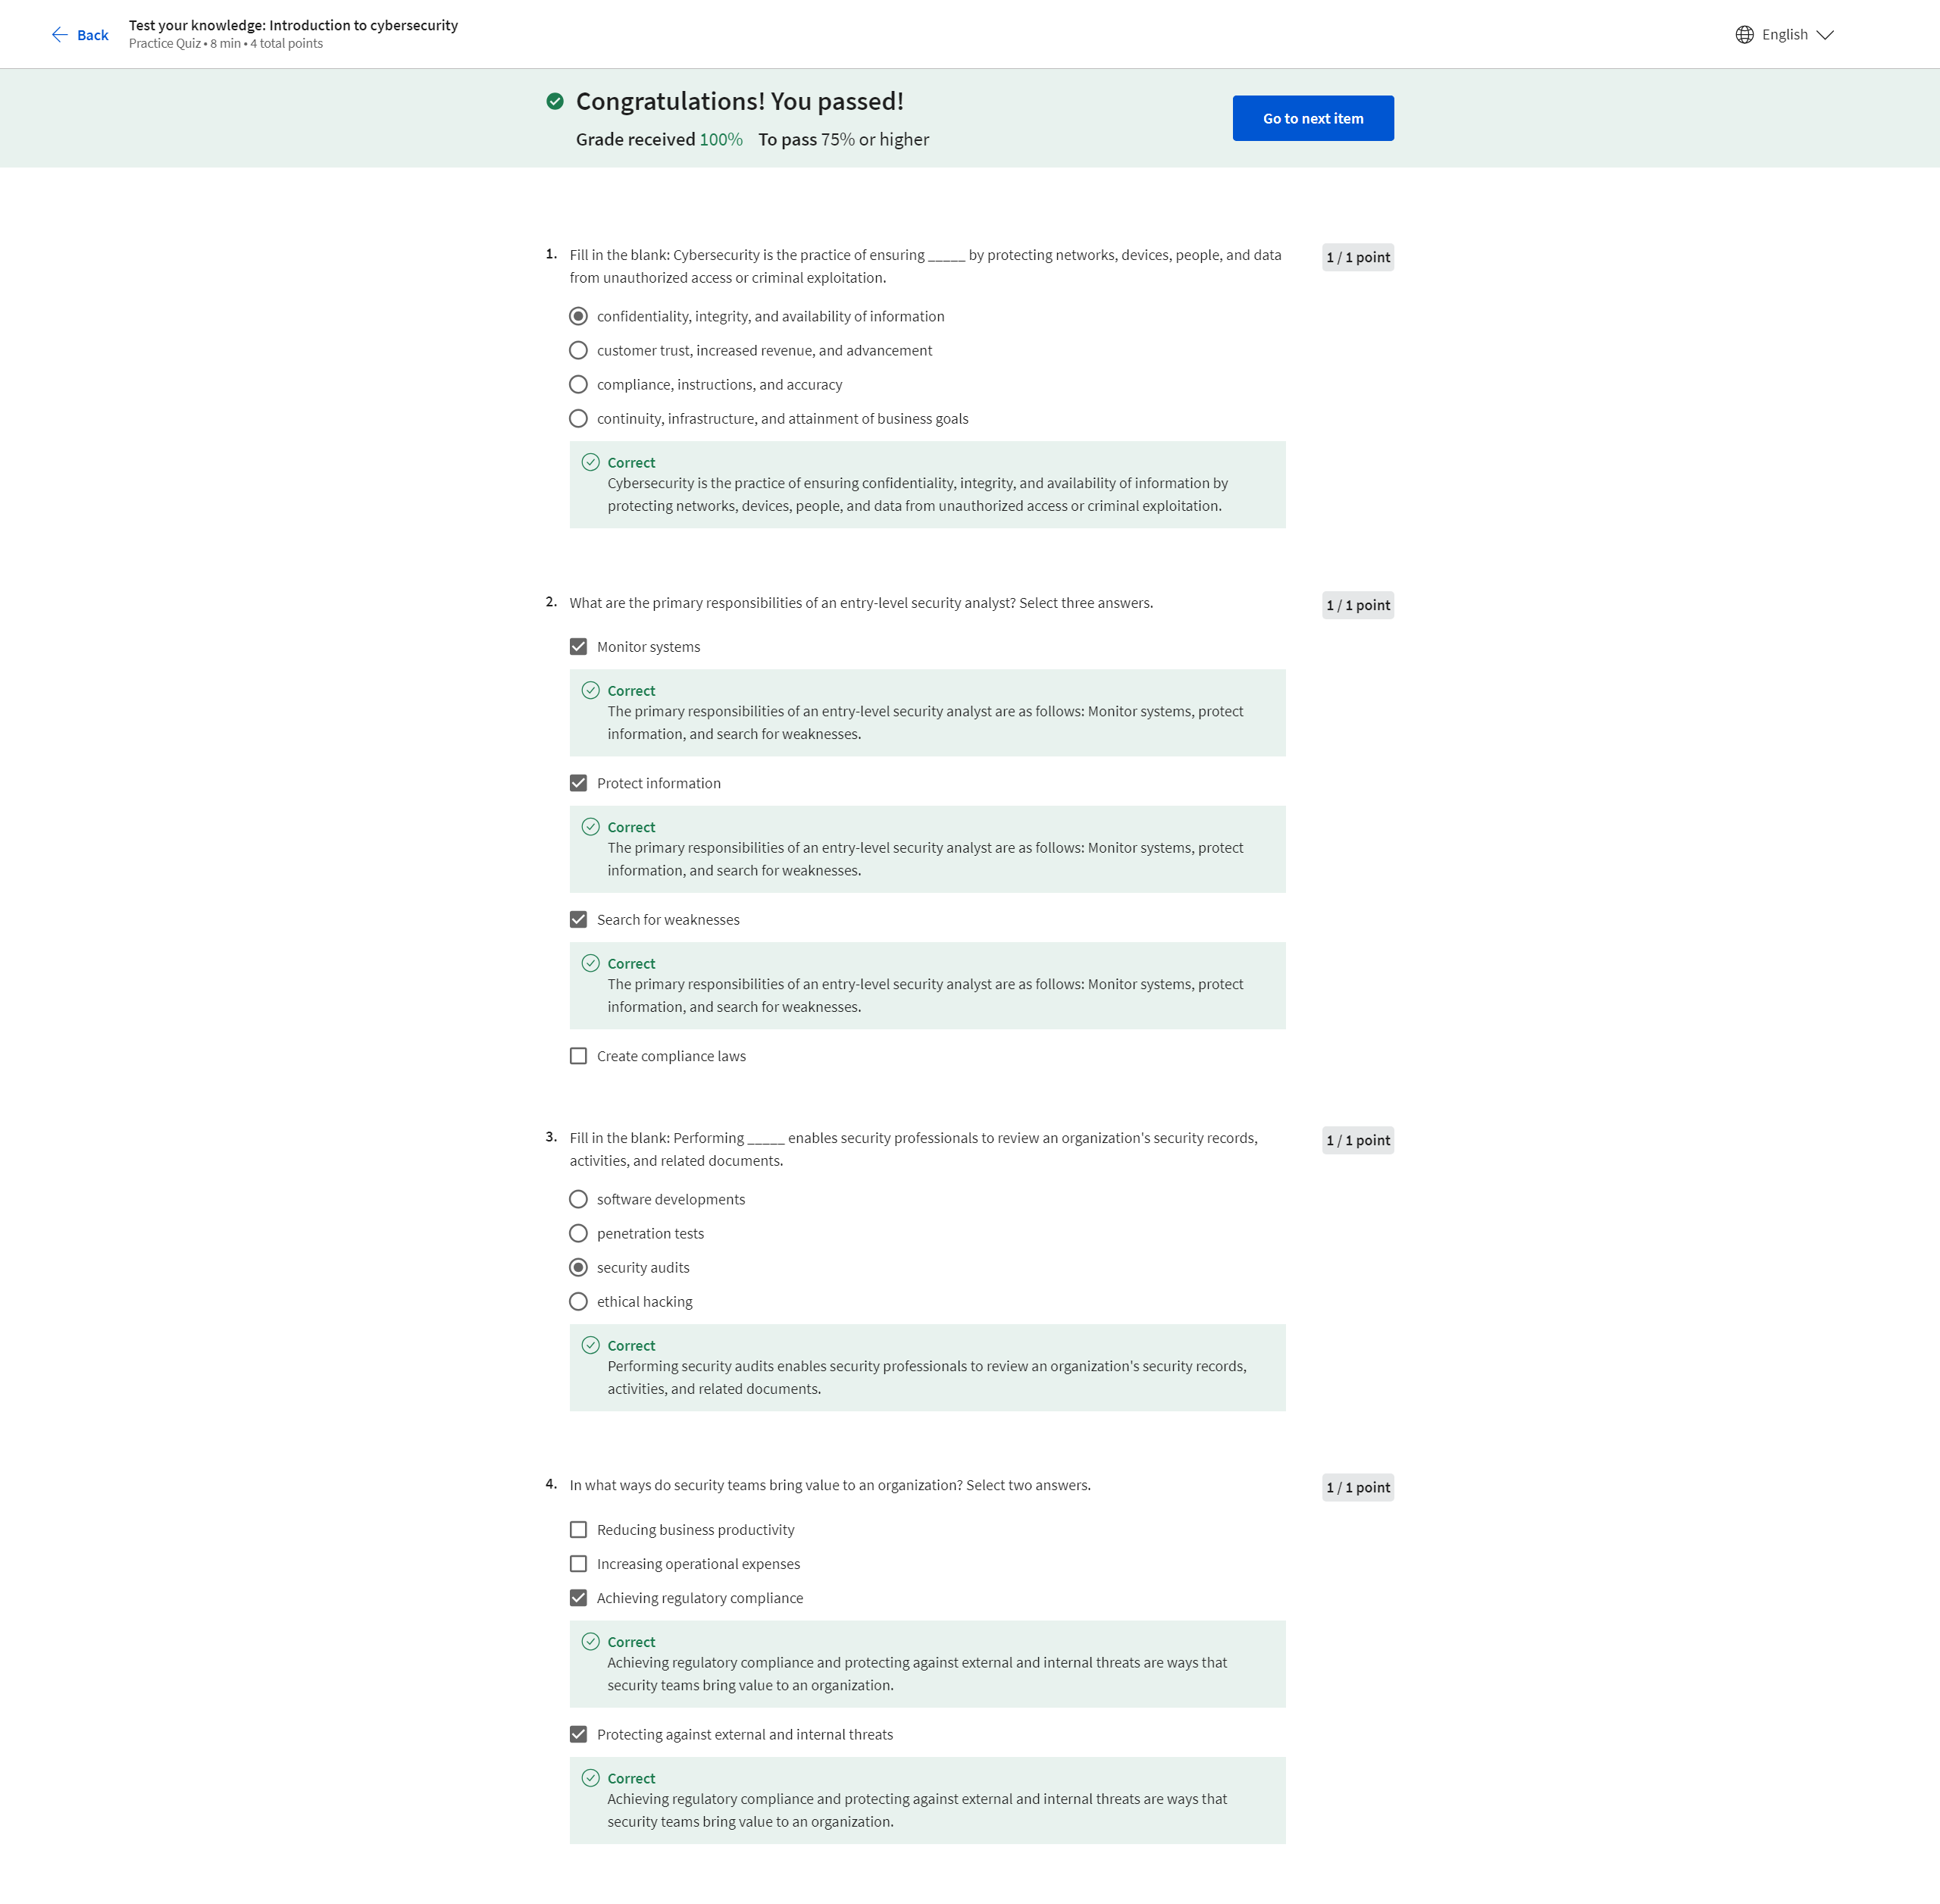 Back
Test your knowledge: Introduction to cybersecurity
Practice Quiz • 8 min • 4 total points
English
Congratulations! You passed!
Grade received 100% To pass 75% or higher
Go to next item
1. Fill in the blank: Cybersecurity is the practice of ensuring _____ by protecting networks, devices, people, and data
from unauthorized access or criminal exploitation.
1 / 1 point
confidentiality, integrity, and availability of information
customer trust, increased revenue, and advancement
compliance, instructions, and accuracy
continuity, infrastructure, and attainment of business goals
Correct
Cybersecurity is the practice of ensuring confidentiality, integrity, and availability of information by
protecting networks, devices, people, and data from unauthorized access or criminal exploitation.
2. What are the primary responsibilities of an entry-level security analyst? Select three answers.
1 / 1 point
Monitor systems
Correct
The primary responsibilities of an entry-level security analyst are as follows: Monitor systems, protect
information, and search for weaknesses.
Protect information
Correct
The primary responsibilities of an entry-level security analyst are as follows: Monitor systems, protect
information, and search for weaknesses.
Search for weaknesses
Correct
The primary responsibilities of an entry-level security analyst are as follows: Monitor systems, protect
information, and search for weaknesses.
Create compliance laws
3. Fill in the blank: Performing _____ enables security professionals to review an organization's security records,
activities, and related documents.
1 / 1 point
software developments
penetration tests
security audits
ethical hacking
Correct
Performing security audits enables security professionals to review an organization's security records,
activities, and related documents.
4. In what ways do security teams bring value to an organization? Select two answers.
1 / 1 point
Reducing business productivity
Increasing operational expenses
Achieving regulatory compliance
Correct
Achieving regulatory compliance and protecting against external and internal threats are ways that
security teams bring value to an organization.
Protecting against external and internal threats
Correct
Achieving regulatory compliance and protecting against external and internal threats are ways that
security teams bring value to an organization.